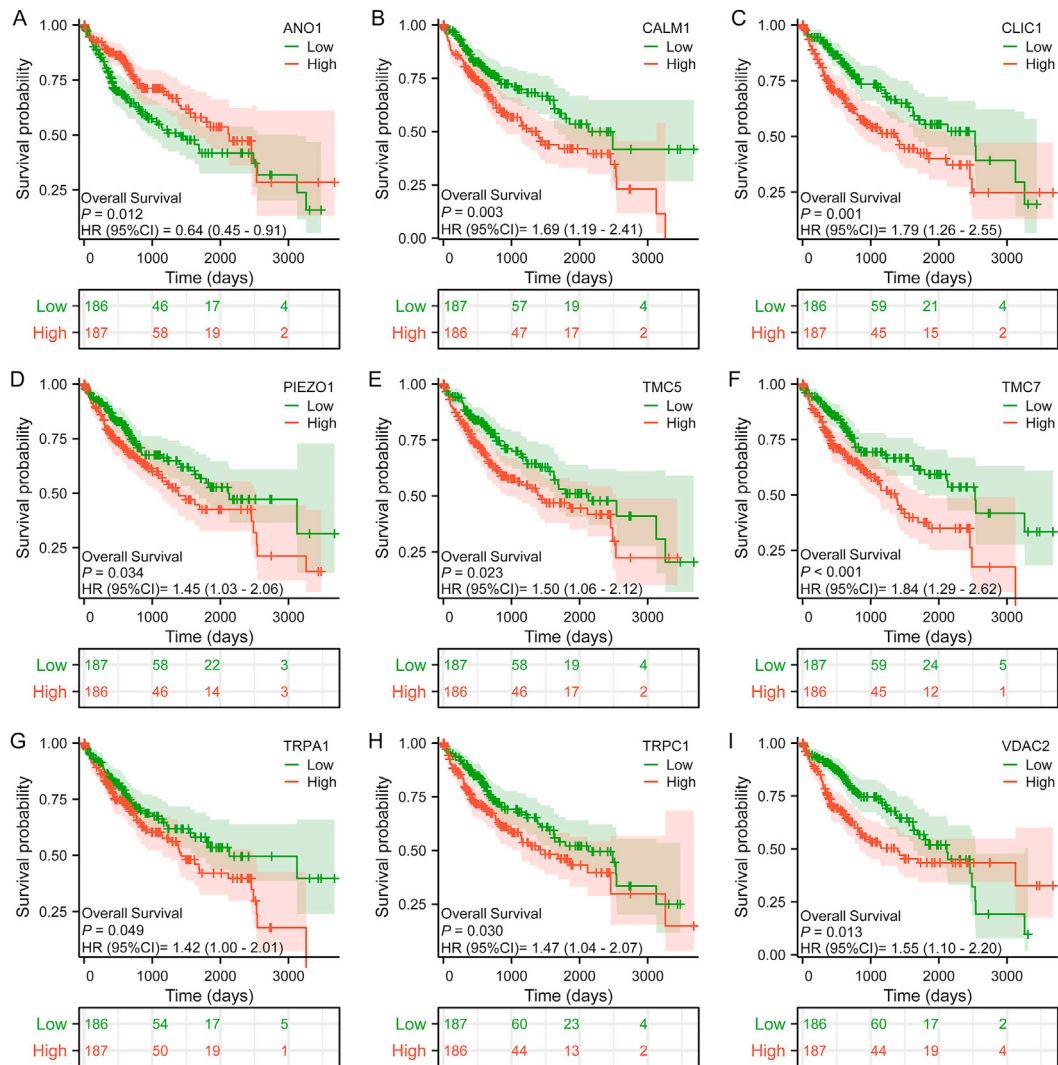 A
ANO1
Low
High
Survival probability
1.00
0.75
0.50
0.25
Overall Survival
P = 0.012
HR (95%CI) = 0.64 (0.45 - 0.91)
0 1000 2000 3000
Time (days)
Low 186 46 17 4
High 187 58 19 2
B
CALM1
Low
High
Survival probability
1.00
0.75
0.50
0.25
0.00
Overall Survival
P = 0.003
HR (95%CI)= 1.69 (1.19 - 2.41)
0 1000 2000 3000
Time (days)
Low 187 57 19 4
High 186 47 17 2
C
CLIC1
Low
High
Survival probability
1.00
0.75
0.50
0.25
Overall Survival
P = 0.001
HR (95%CI)= 1.79 (1.26 - 2.55)
0 1000 2000 3000
Time (days)
Low 186 59 21 4
High 187 45 15 2
D
PIEZO1
Low
High
Survival probability
1.00
0.75
0.50
0.25
Overall Survival
P = 0.034
HR (95%CI)= 1.45 (1.03 - 2.06)
0 1000 2000 3000
Time (days)
Low 187 58 22 3
High 186 46 14 3
E
TMC5
Low
High
Survival probability
1.00
0.75
0.50
0.25
Overall Survival
P = 0.023
HR (95%CI)= 1.50 (1.06 - 2.12)
0 1000 2000 3000
Time (days)
Low 187 58 19 4
High 186 46 17 2
F
TMC7
Low
High
Survival probability
1.00
0.75
0.50
0.25
Overall Survival
P < 0.001
HR (95%CI)= 1.84 (1.29 - 2.62)
0 1000 2000 3000
Time (days)
Low 187 59 24 5
High 186 45 12 1
G
TRPA1
Low
High
Survival probability
1.00
0.75
0.50
0.25
Overall Survival
P = 0.049
HR (95%CI)= 1.42 (1.00 - 2.01)
0 1000 2000 3000
Time (days)
Low 186 54 17 5
High 187 50 19 1
H
TRPC1
Low
High
Survival probability
1.00
0.75
0.50
0.25
Overall Survival
P = 0.030
HR (95%CI)= 1.47 (1.04 - 2.07)
0 1000 2000 3000
Time (days)
Low 187 60 23 4
High 186 44 13 2
I
VDAC2
Low
High
Survival probability
1.00
0.75
0.50
0.25
0.00
Overall Survival
P = 0.013
HR (95%CI)= 1.55 (1.10 - 2.20)
0 1000 2000 3000
Time (days)
Low 186 60 17 2
High 187 44 19 4